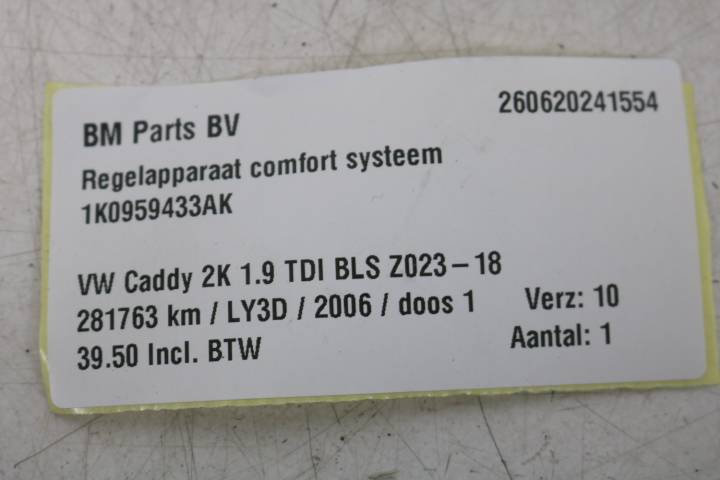 BM Parts BV 260620241554
Regelapparaat comfort systeem
1K0959433AK
VW Caddy 2K 1.9 TDI BLS Z023-18
281763 km / LY3D / 2006 / doos 1 Verz: 10
39.50 Incl. BTW Aantal: 1